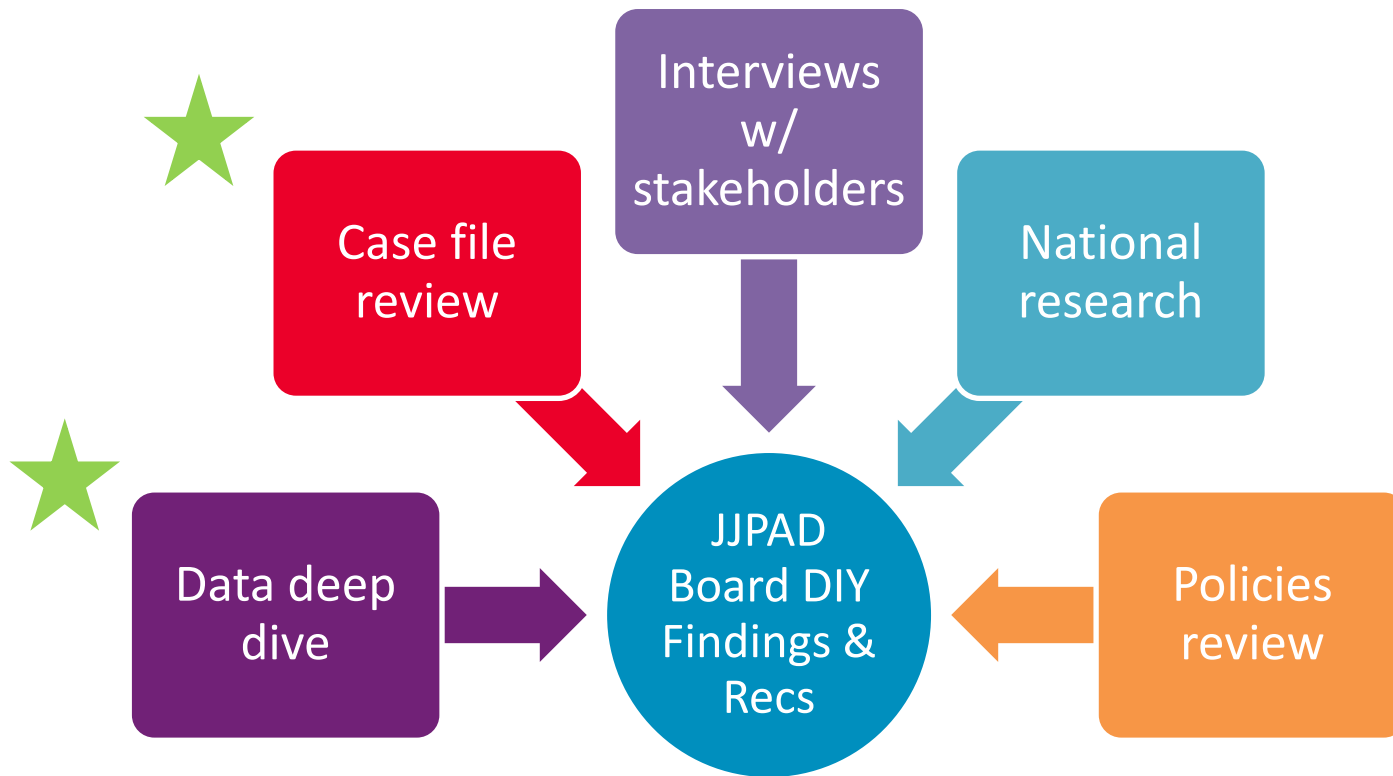 Interviews
w/
stakeholders
Case file
review
National
research
Data deep
dive
JJPAD
Board DIY
Findings &
Recs
Policies
review